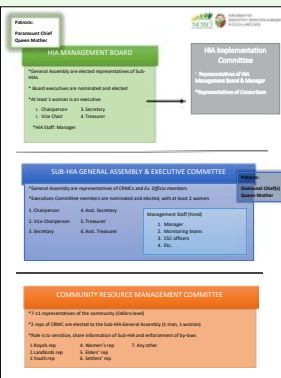 Patrons:
Paramount Chief
Queen Mother
HIA MANAGEMENT BOARD
*General Assembly are elected representatives of Sub-
HIAs
* Board executives are nominated and elected
*At least 1 woman is an executive
1. Chairperson 3. Secretary
2. Vice Chair 4. Treasurer
*HIA Staff: Manager
HIA Implementation
Committee
* Representatives of HIA
Management Board & Manager
*Representatives of Consortium
SUB-HIA GENERAL ASSEMBLY & EXECUTIVE COMMITTEE
*General Assembly are representatives of CRMCs and Ex. Officio members
*Executives Committee members are nominated and elected, with at least 2 women
1. Chairperson 4. Asst. Secretary
2. Vice Chairperson 5. Treasurer
3. Secretary 6. Asst. Treasurer
Management Staff (hired)
1. Manager
2. Monitoring teams
3. CSC officers
4. Etc.
Patrons:
Divisional Chief(s)
Queen Mother
COMMUNITY RESOURCE MANAGEMENT COMMITTEE
*7-11 representatives of the community (Odikro level)
*2 reps of CRMC are elected to the Sub-HIA General Assembly (1 man, 1 woman)
*Role is to sensitize, share information of Sub-HIA and enforcement of by-laws
1.Royals rep 4. Women's rep 7. Any other
2.Landlords rep 5. Elders' rep
3.Youth rep 6. Settlers' rep